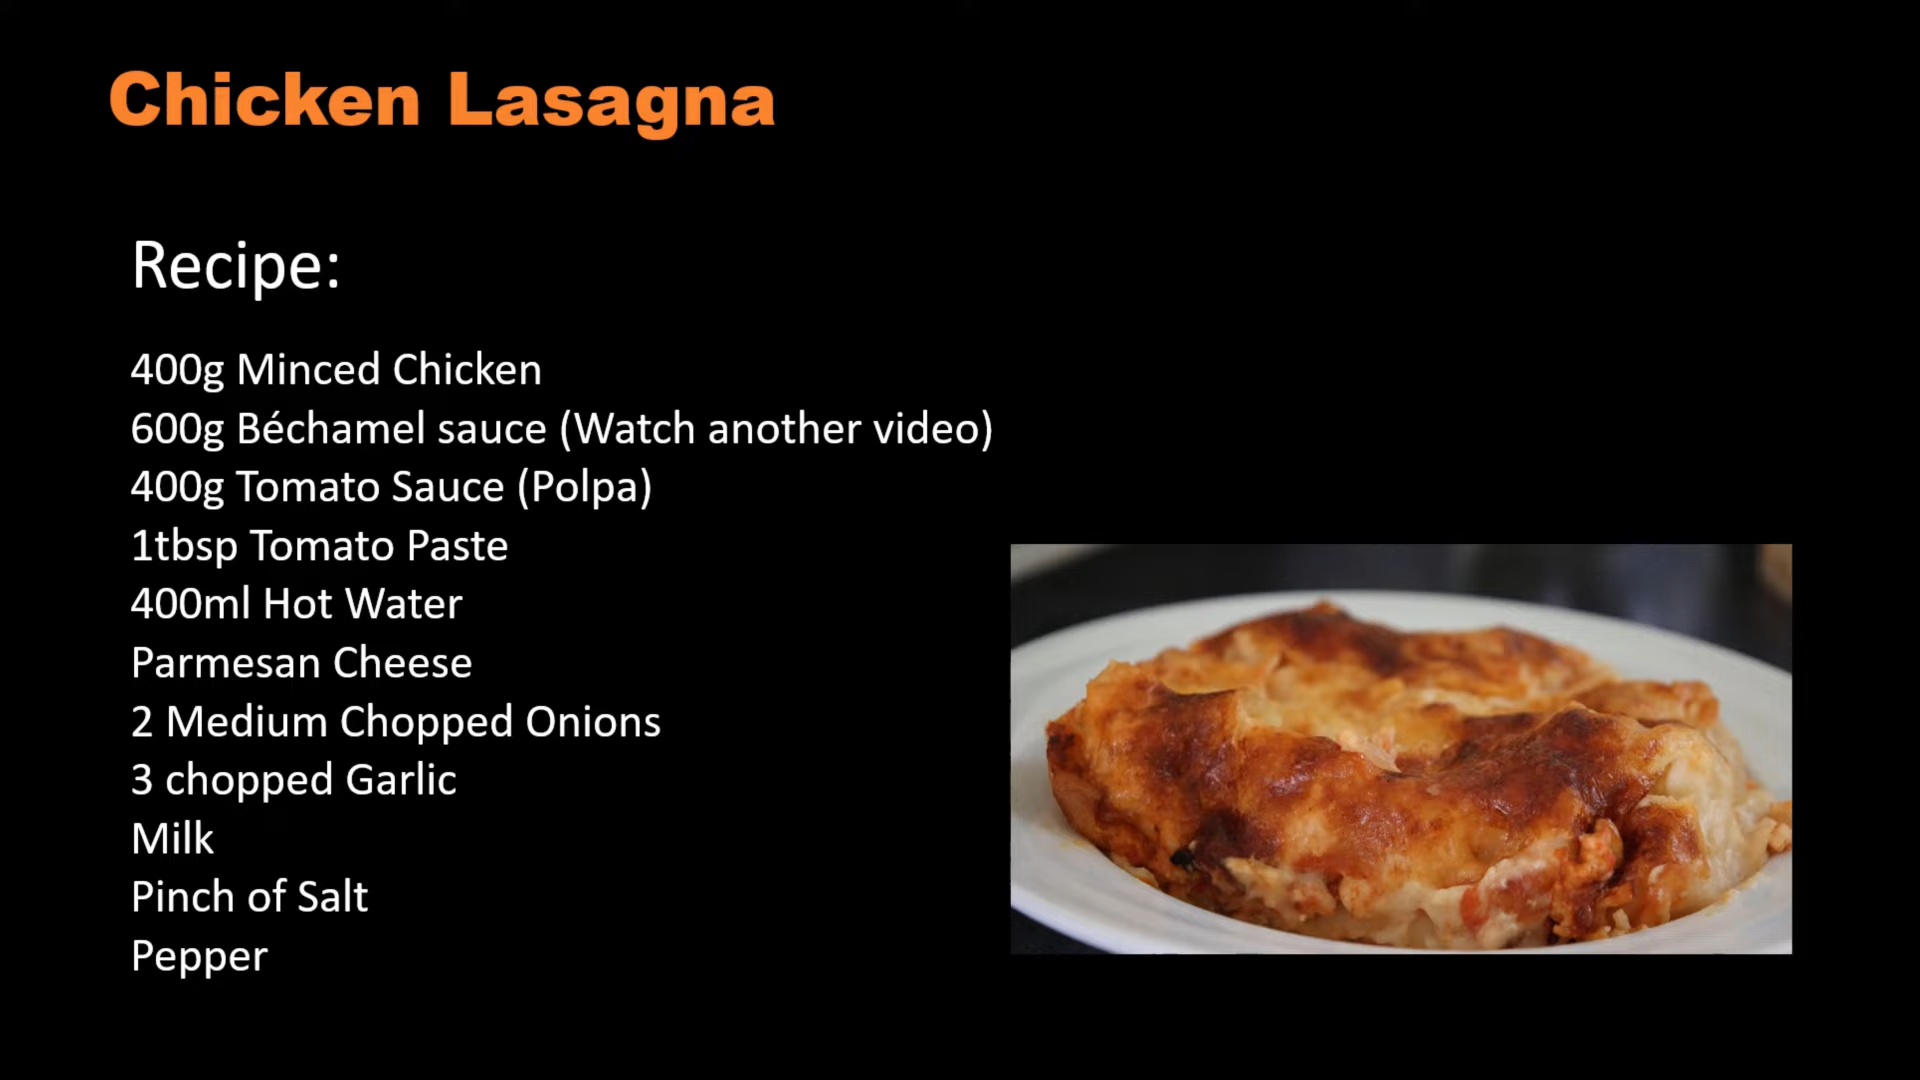 Chicken Lasagna
Recipe:
400g Minced Chicken
600g Béchamel sauce (Watch another video)
400g Tomato Sauce (Polpa)
1tbsp Tomato Paste
400ml Hot Water
Parmesan Cheese
2 Medium Chopped Onions
3 chopped Garlic
Milk
Pinch of Salt
Pepper